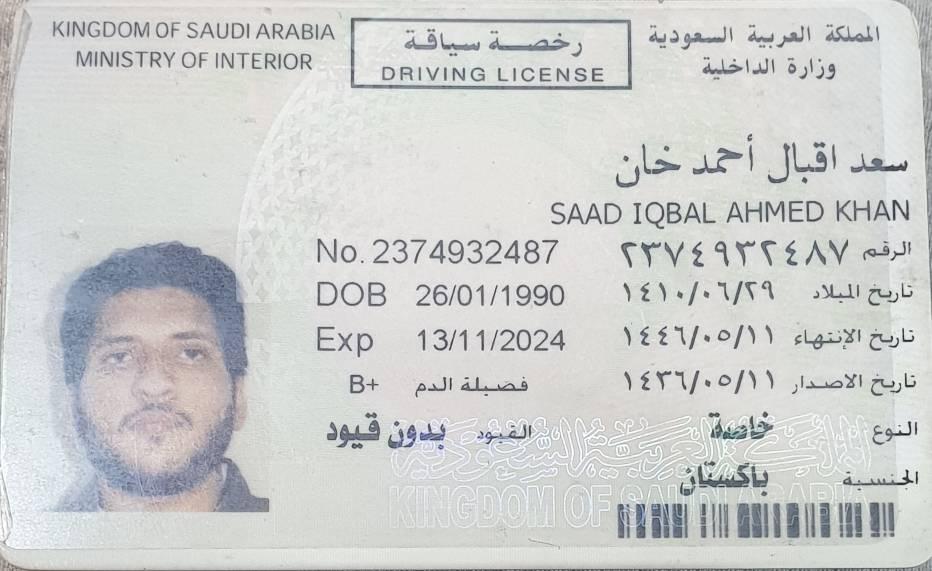 KINGDOM OF SAUDI ARABIA
MINISTRY OF INTERIOR
رخصة سياقة
DRIVING LICENSE
المملكة العربية السعودية
وزارة الداخلية
سعد اقبال أحمد خان
SAAD IQBAL AHMED KHAN
No. 2374932487 الرقم ٢٣٧٤٩٣٢٤٨٧
DOB 26/01/1990 تاريخ الميلاد ١٤١٠/٠٦/٢٩
Exp 13/11/2024 تاريخ الإنتهاء ١٤٤٦/٠٥/١١
تاريخ الاصدار ١٤٣٦/٠٥/١١ فصيلة الدم B+
النوع خاصة القيود بدون قيود
الجنسية باكستان
المملكة العربية السعودية
KINGDOM OF SAUDI ARABIA